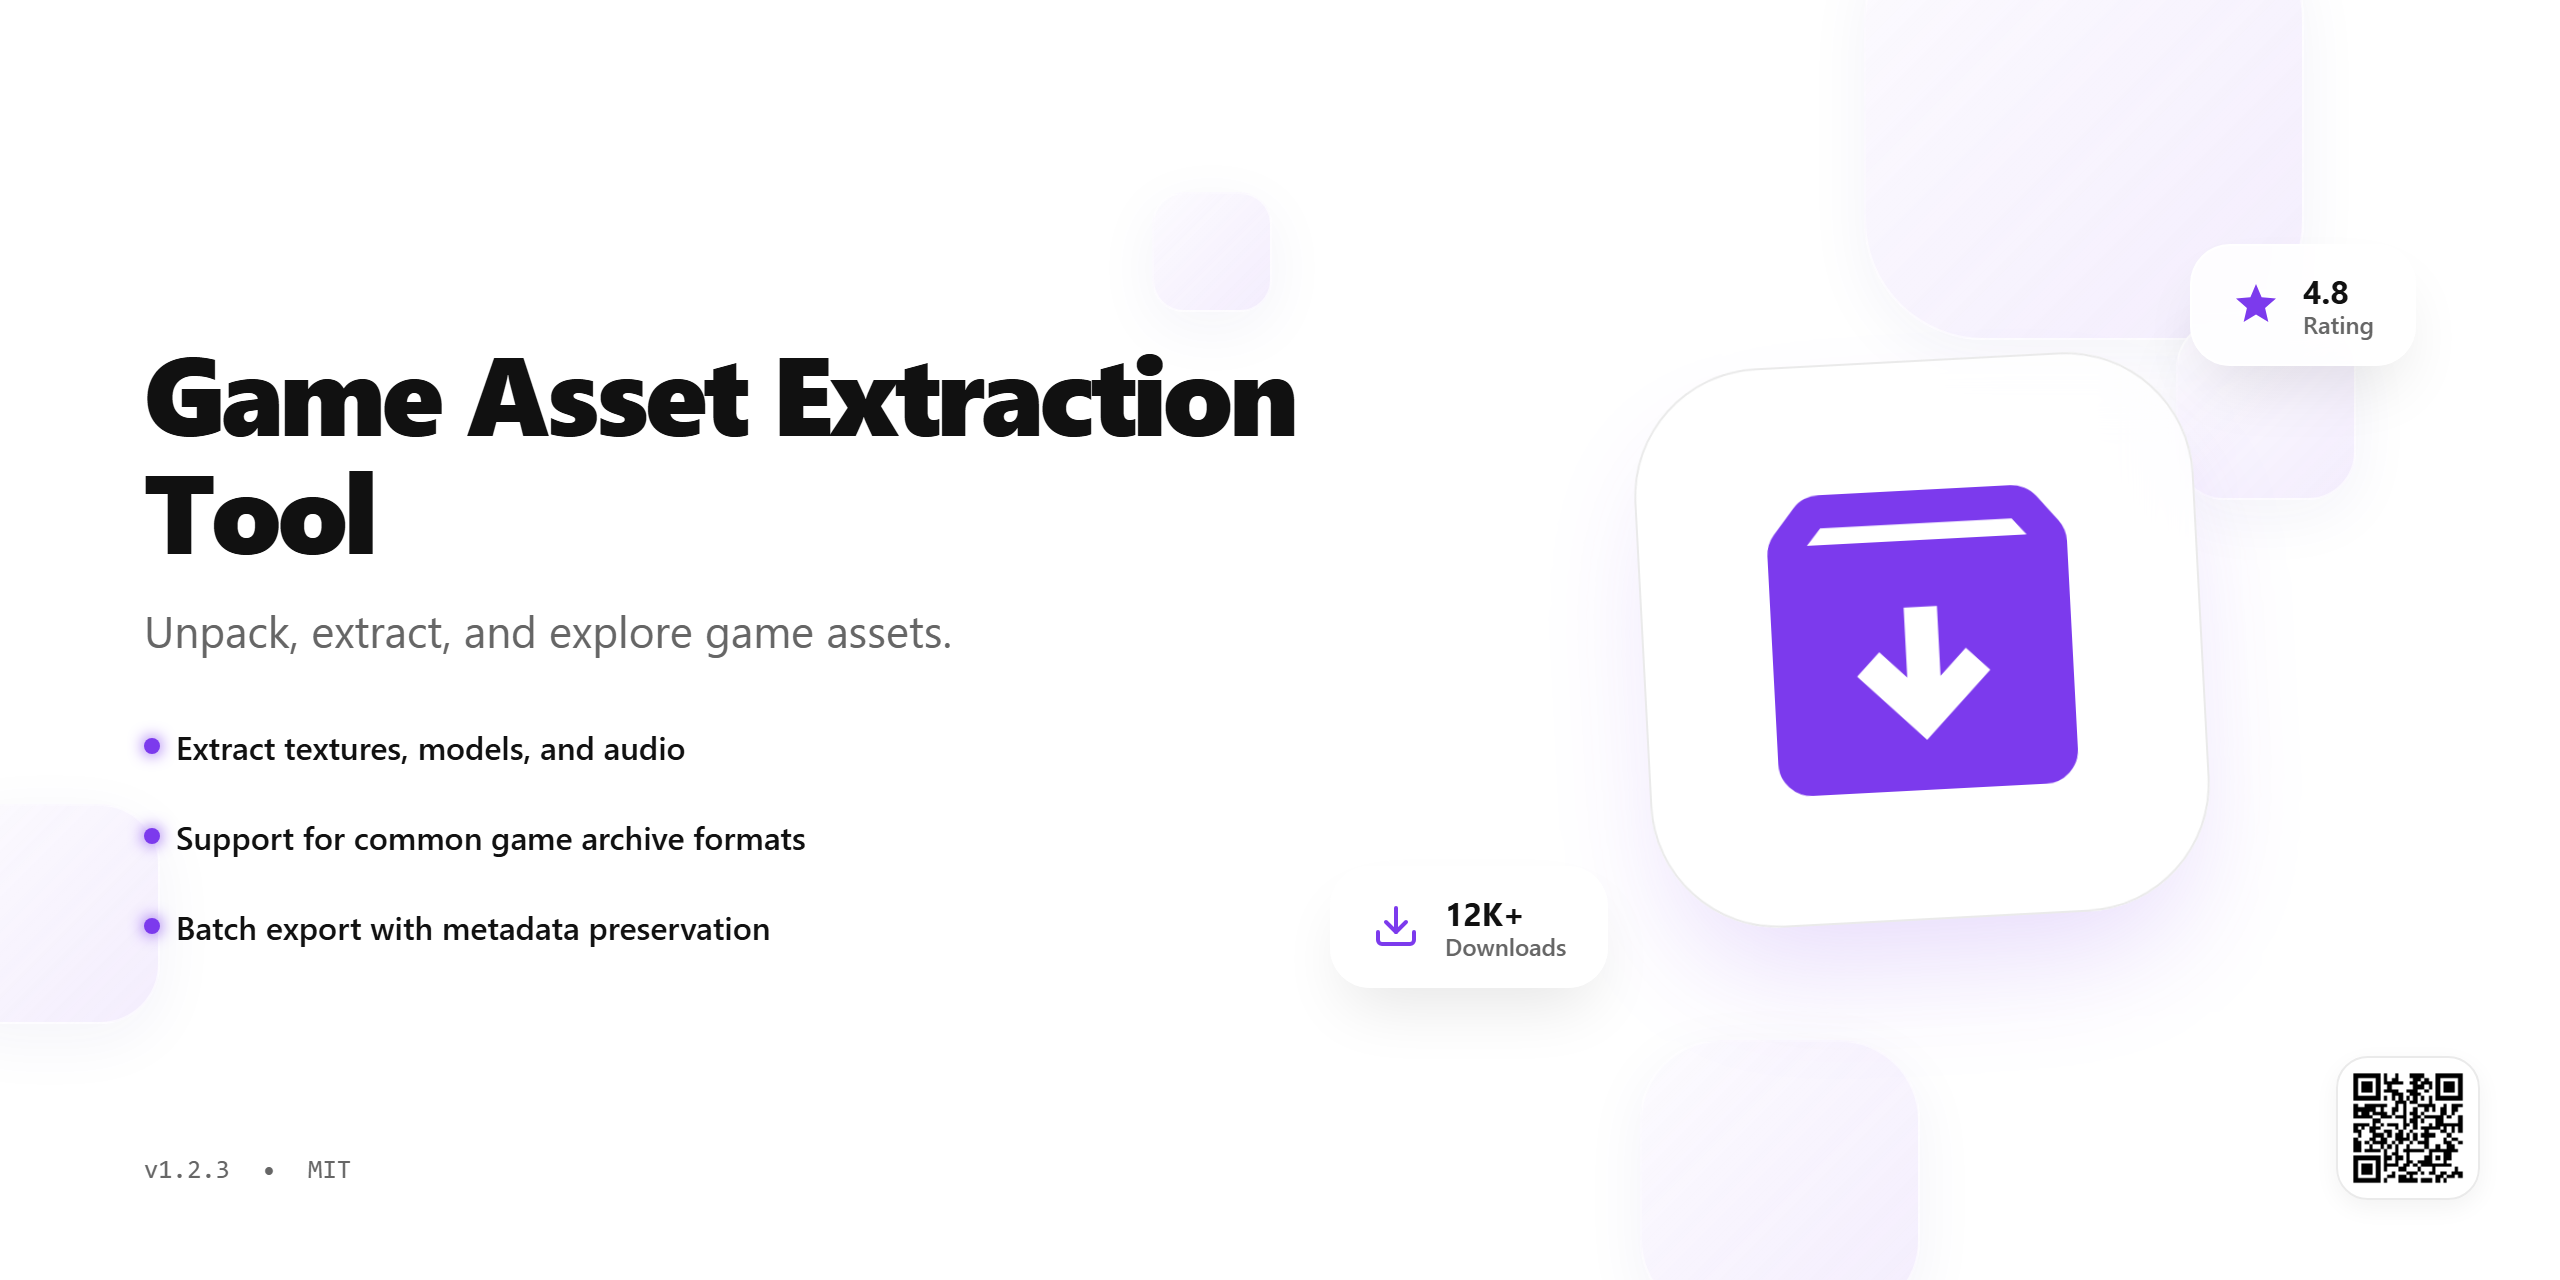 Game Asset Extraction
Tool
Unpack, extract, and explore game assets.
Extract textures, models, and audio
Support for common game archive formats
Batch export with metadata preservation
v1.2.3 • MIT
4.8
Rating
12K+
Downloads